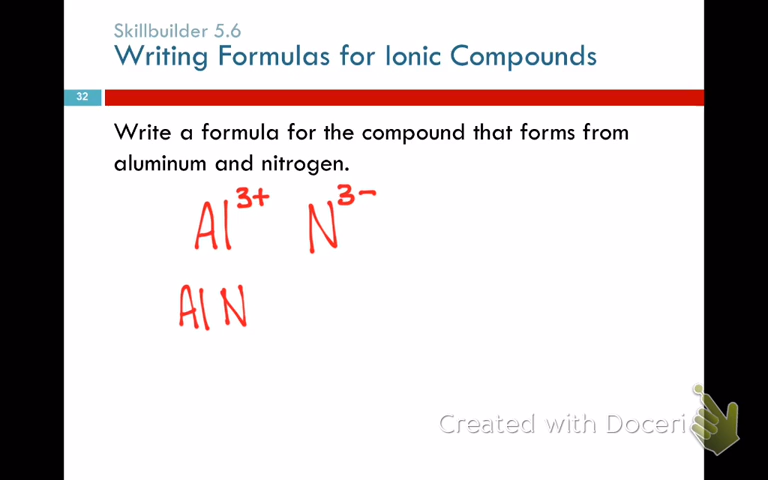 Skillbuilder 5.6
Writing Formulas for Ionic Compounds
32
Write a formula for the compound that forms from
aluminum and nitrogen.
Al³⁺ N³⁻
Al N
Created with Doceri